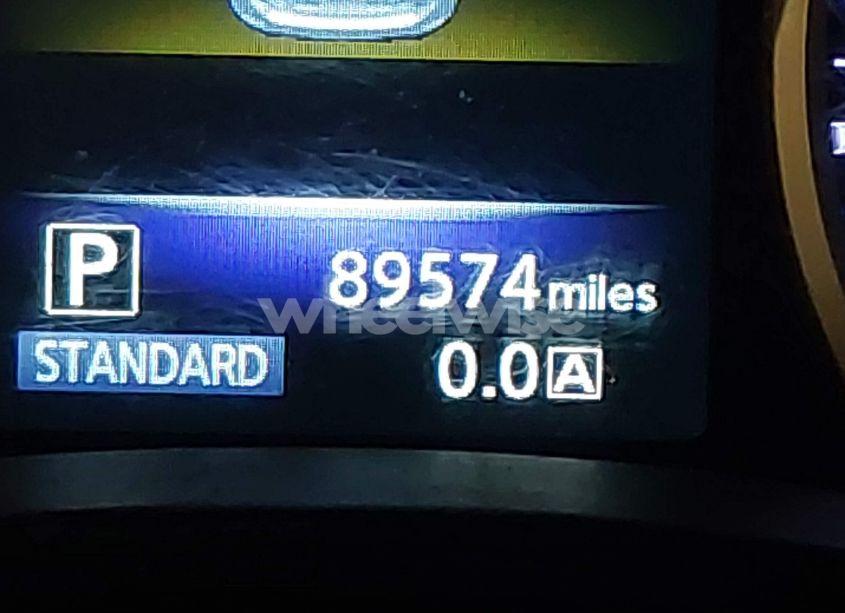 P
89574 miles
wheelwise
STANDARD
0.0 A